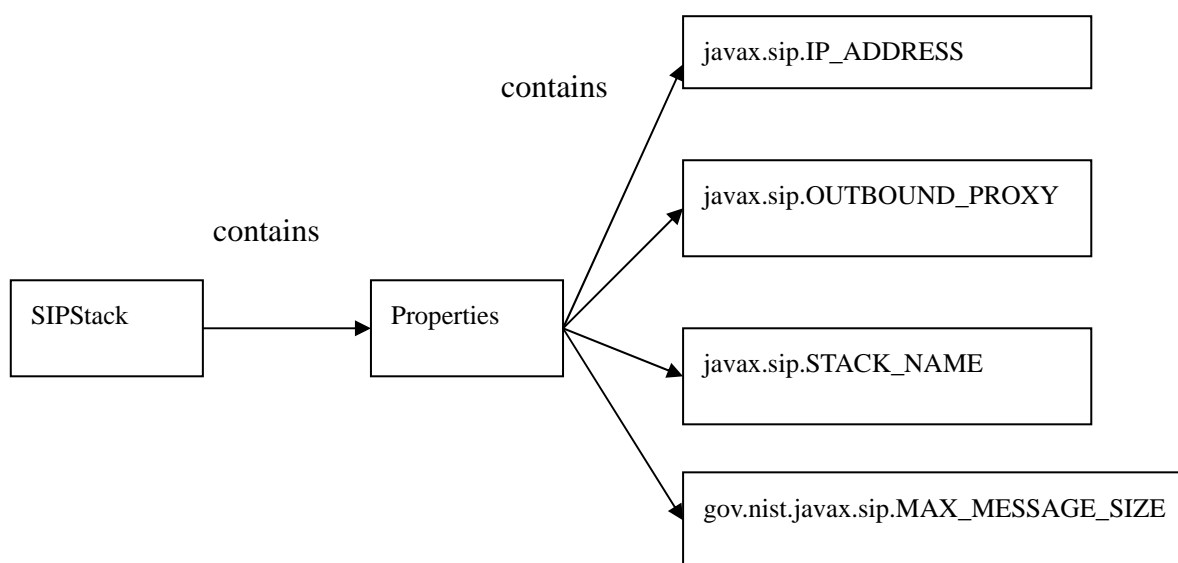 javax.sip.IP_ADDRESS
contains
javax.sip.OUTBOUND_PROXY
contains
SIPStack
Properties
javax.sip.STACK_NAME
gov.nist.javax.sip.MAX_MESSAGE_SIZE